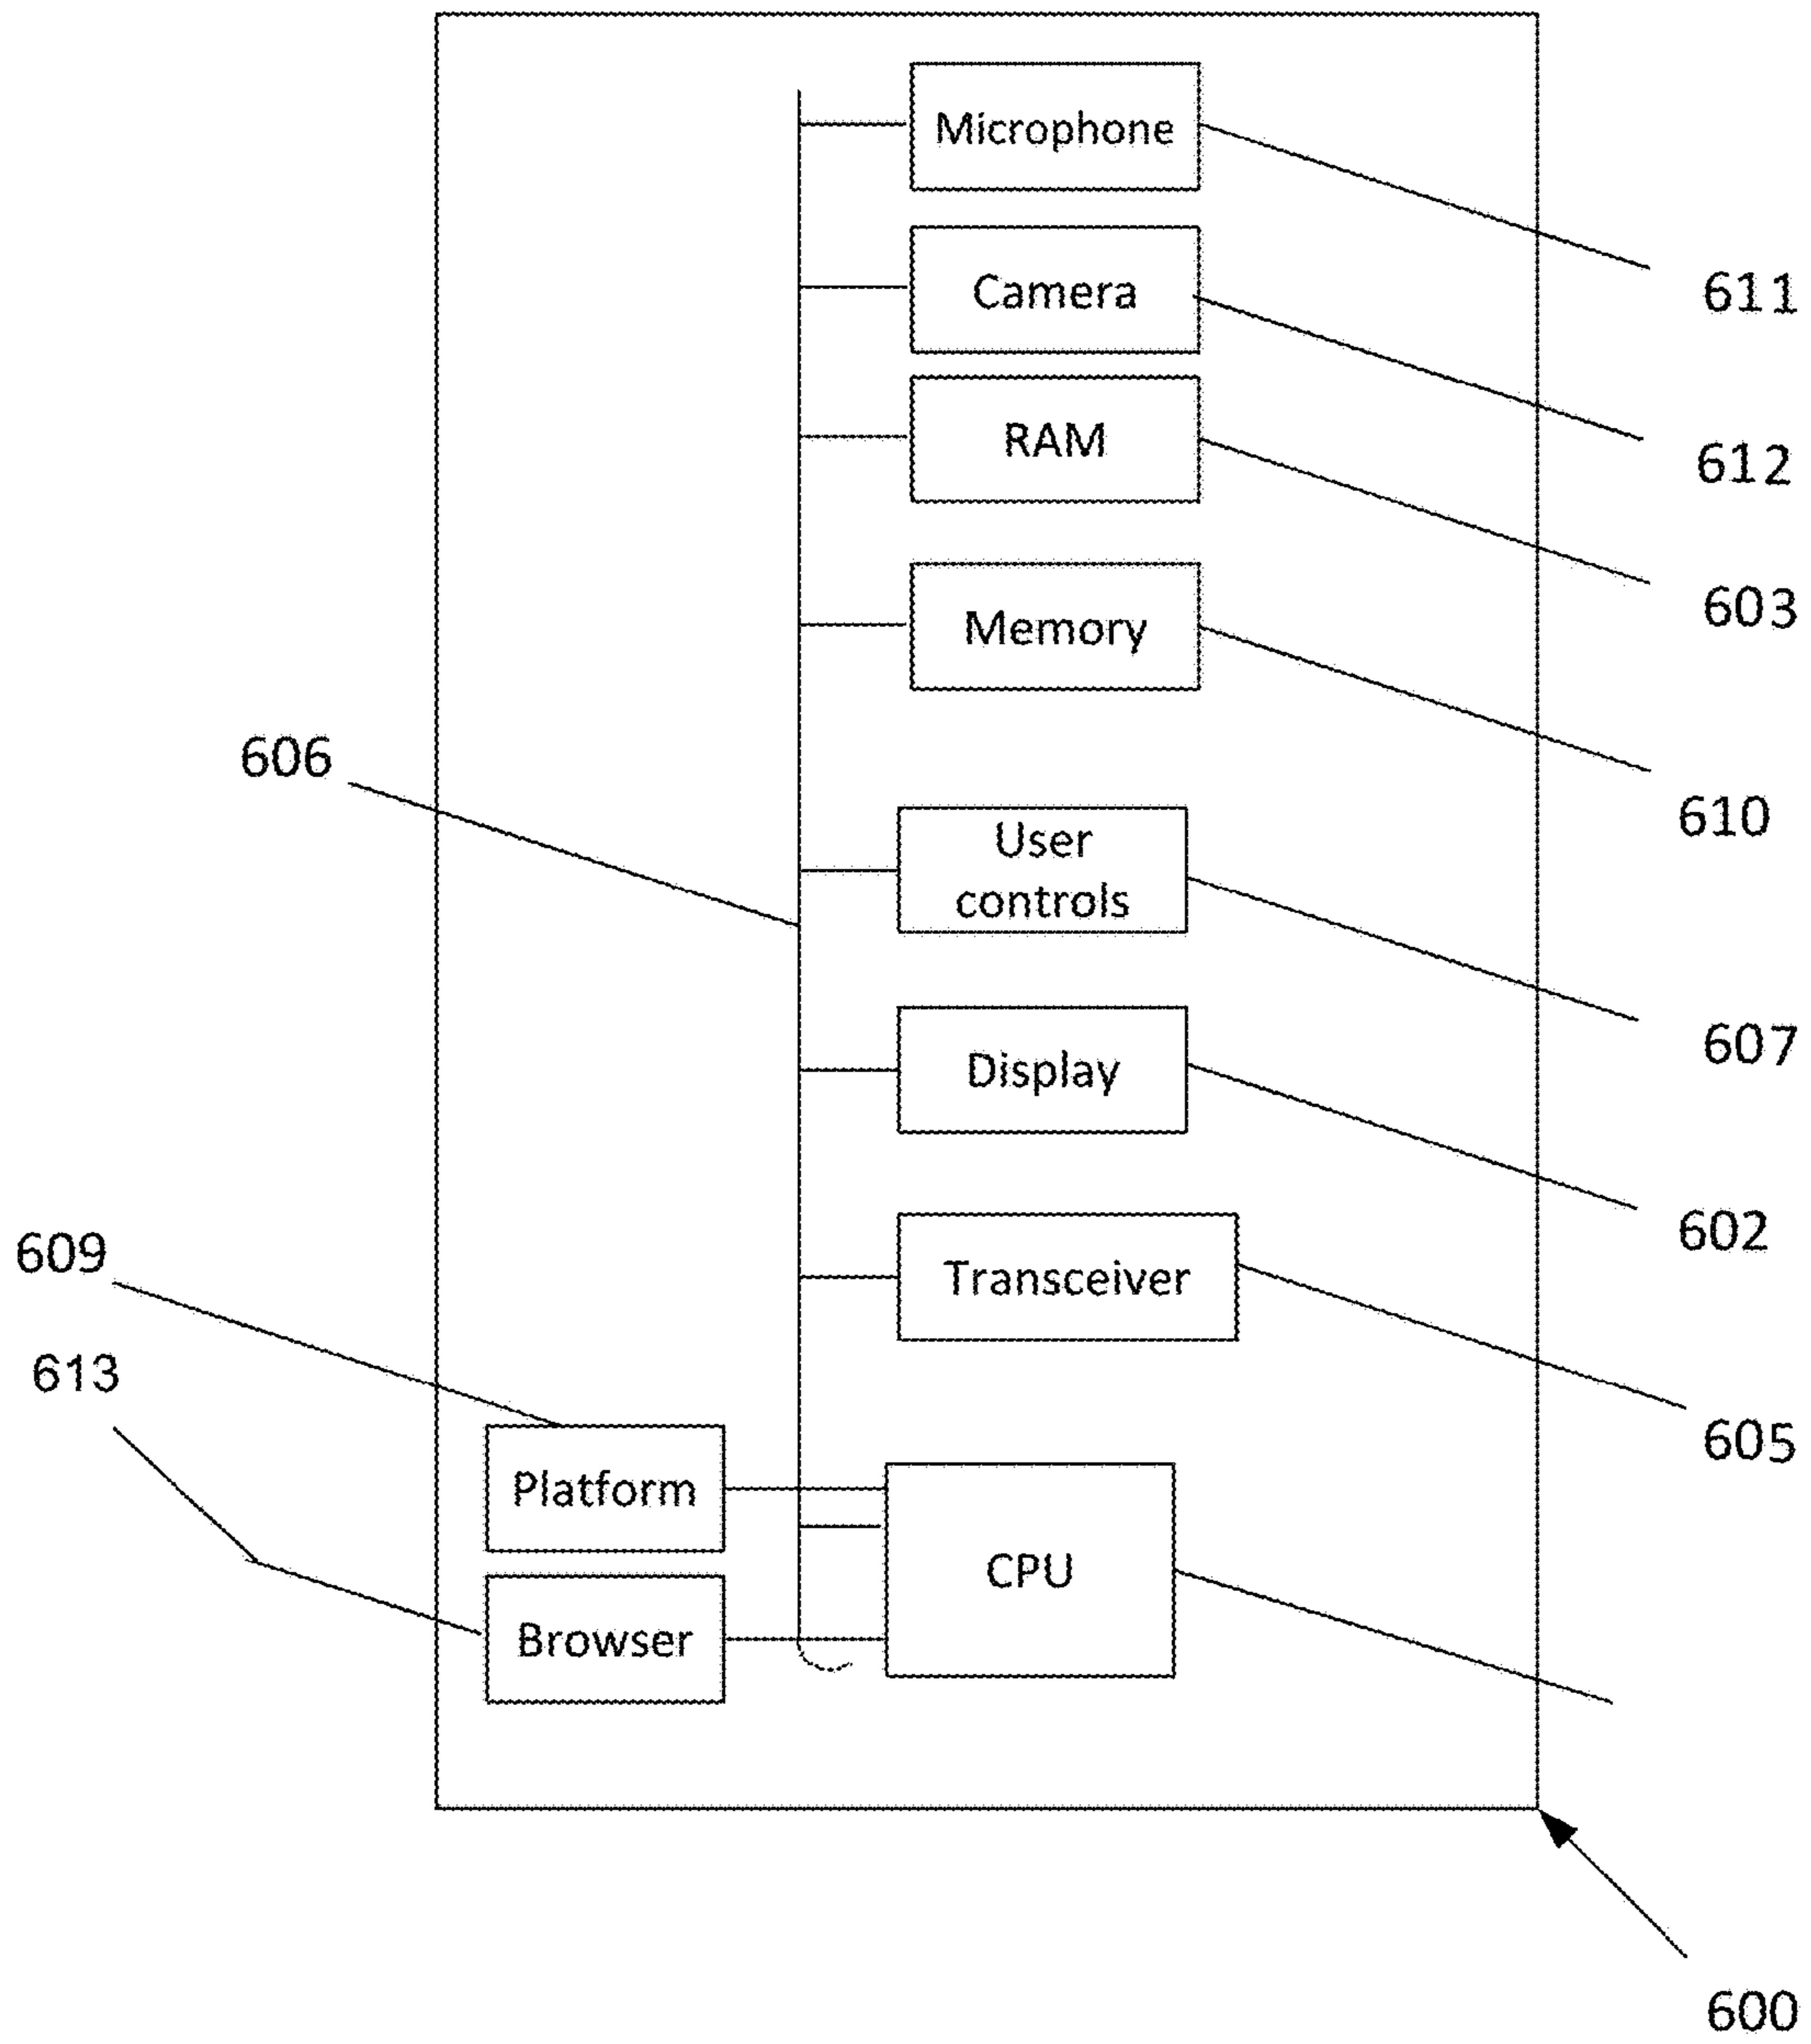 Microphone
611
Camera
612
RAM
603
Memory
610
606
User
controls
607
Display
602
609
Transceiver
613
605
Platform
CPU
Browser
600